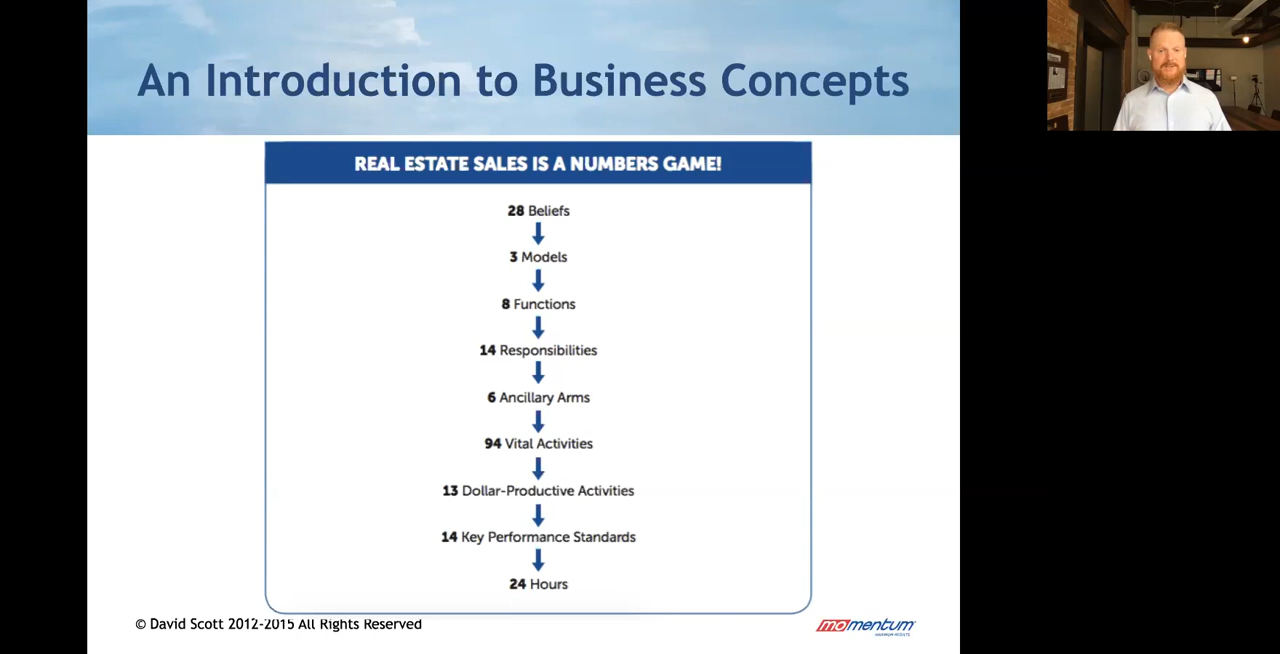 An Introduction to Business Concepts
REAL ESTATE SALES IS A NUMBERS GAME!
28 Beliefs
3 Models
8 Functions
14 Responsibilities
6 Ancillary Arms
94 Vital Activities
13 Dollar-Productive Activities
14 Key Performance Standards
24 Hours
© David Scott 2012-2015 All Rights Reserved
momentum
MAXIMUM RESULTS